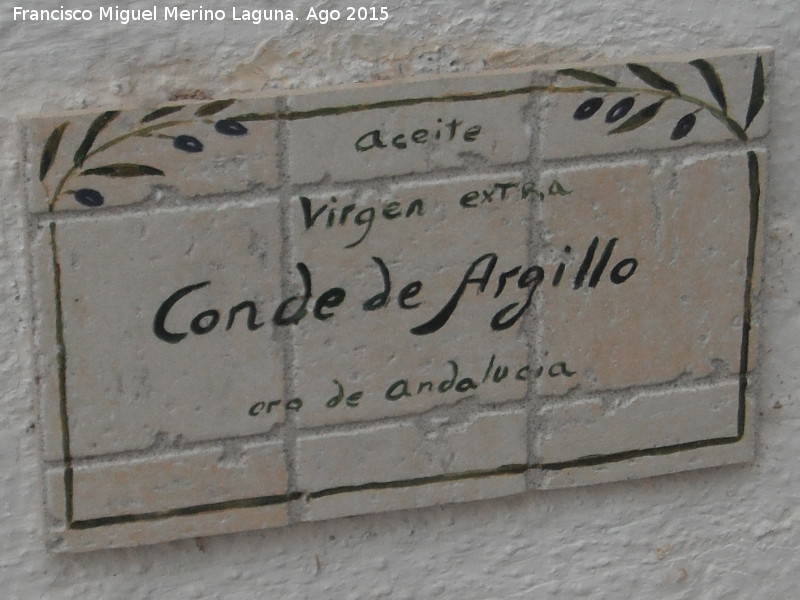 Francisco Miguel Merino Laguna. Ago 2015
aceite
Virgen extra
Conde de Argillo
oro de andalucia